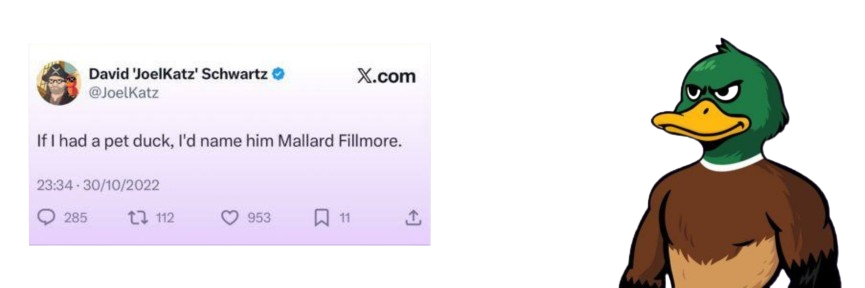 David 'JoelKatz' Schwartz
X.com
@JoelKatz
If I had a pet duck, I'd name him Mallard Fillmore.
23:34 · 30/10/2022
285 112 953 11